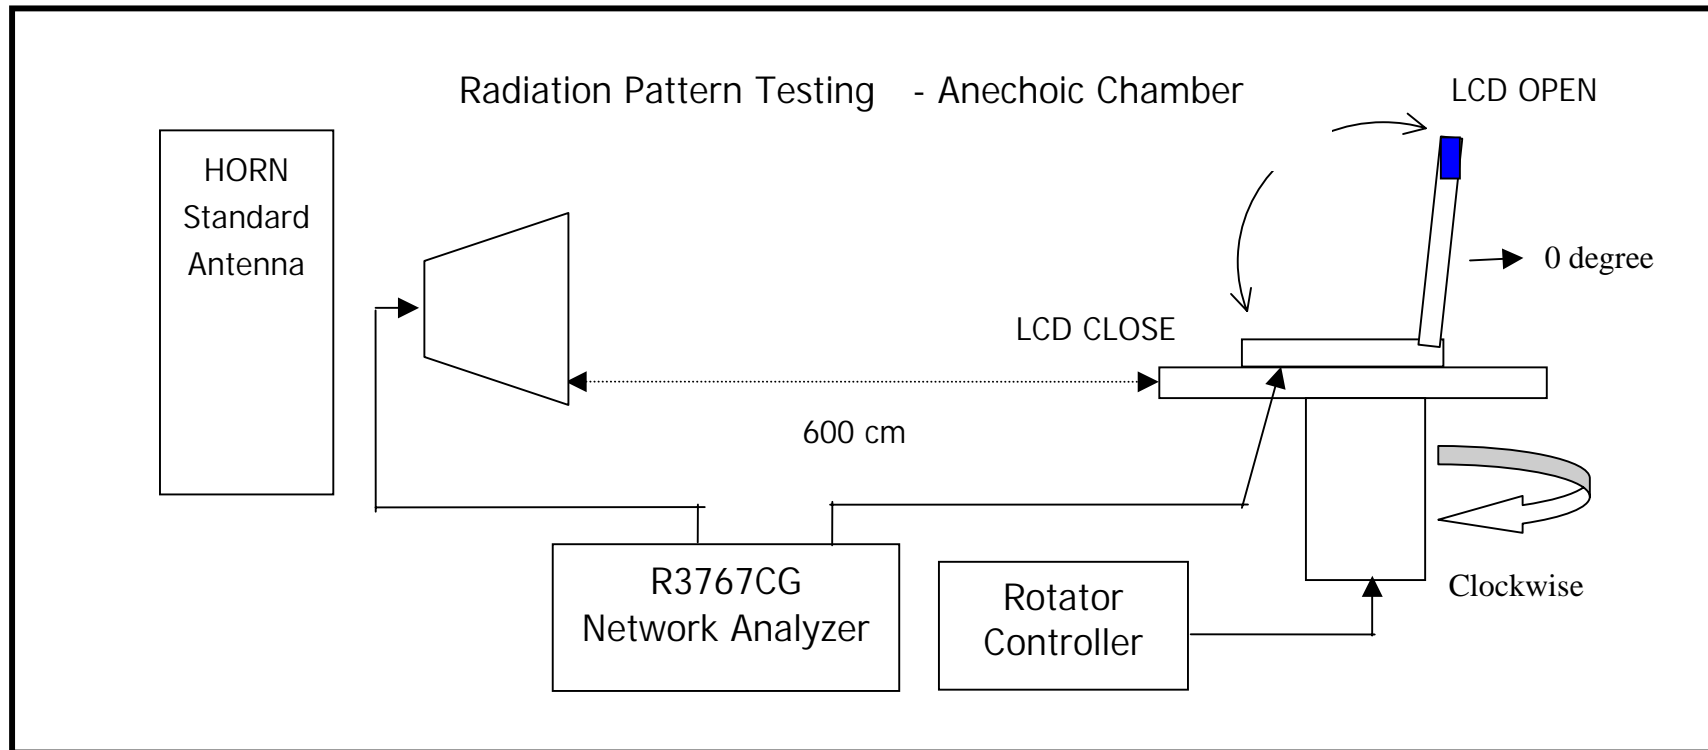 Radiation Pattern Testing - Anechoic Chamber
LCD OPEN
HORN
Standard
Antenna
0 degree
LCD CLOSE
600 cm
R3767CG
Network Analyzer
Rotator
Controller
Clockwise